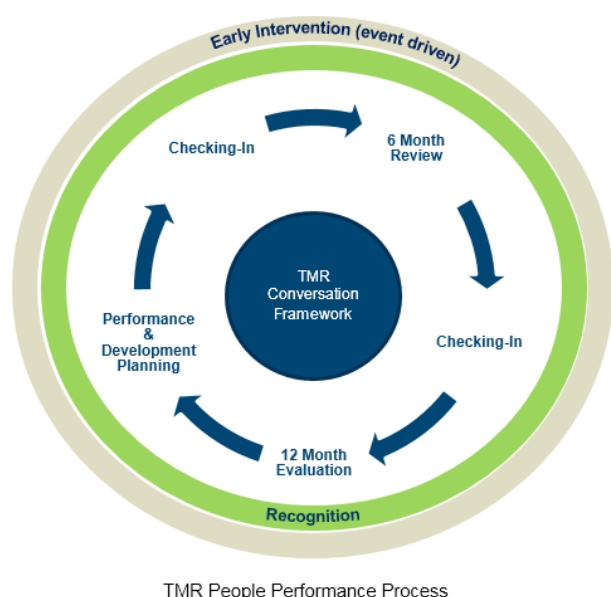 Early Intervention (event driven)
Checking-In
6 Month
Review
TMR
Conversation
Framework
Performance
&
Development
Planning
Checking-In
12 Month
Evaluation
Recognition
TMR People Performance Process